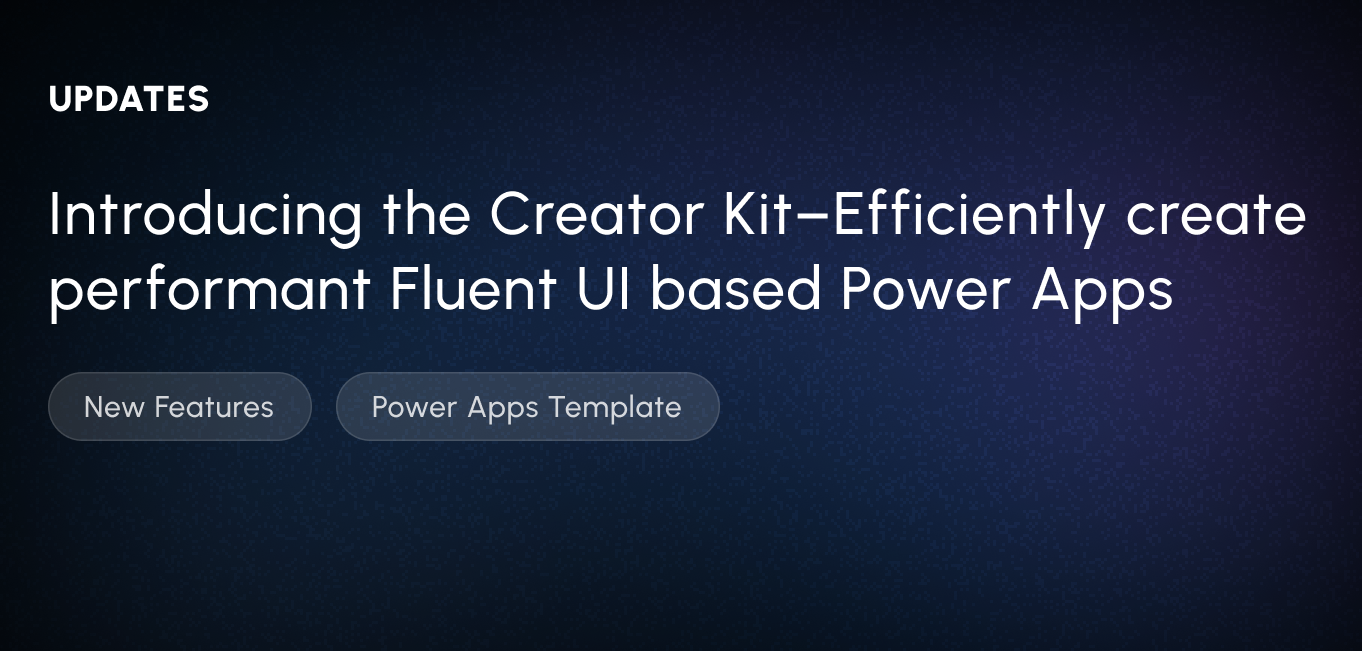 UPDATES
Introducing the Creator Kit–Efficiently create
performant Fluent UI based Power Apps
New Features
Power Apps Template